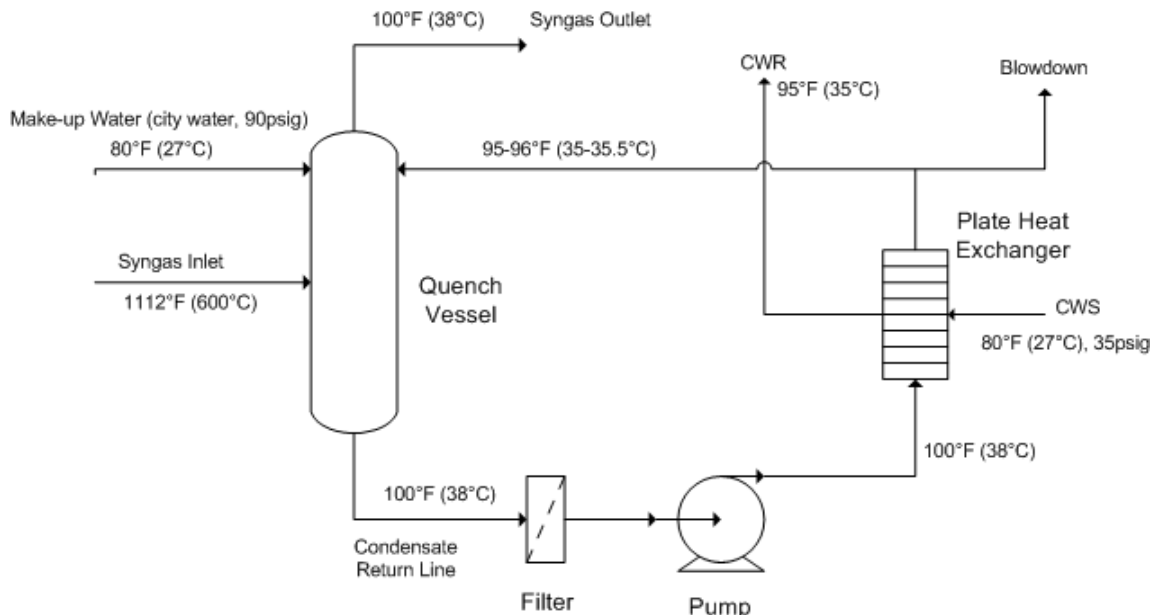 100°F (38°C)
Syngas Outlet
CWR
95°F (35°C)
Blowdown
Make-up Water (city water, 90psig)
80°F (27°C)
95-96°F (35-35.5°C)
Plate Heat
Exchanger
Syngas Inlet
1112°F (600°C)
Quench
Vessel
CWS
80°F (27°C), 35psig
100°F (38°C)
100°F (38°C)
Condensate
Return Line
Filter
Pump